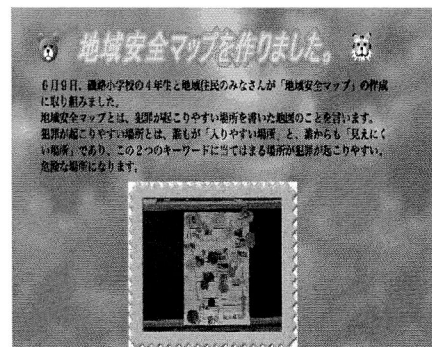 地域安全マップを作りました。
6月9日、釧路小学校の4年生と地域住民のみなさんが「地域安全マップ」の作成
に取り組みました。
地域安全マップとは、犯罪が起こりやすい場所を書いた地図のことを言います。
犯罪が起こりやすい場所とは、誰もが「入りやすい場所」と、誰からも「見えにく
い場所」であり、この2つのキーワードに当てはまる場所が犯罪が起こりやすい、
危険な場所になります。